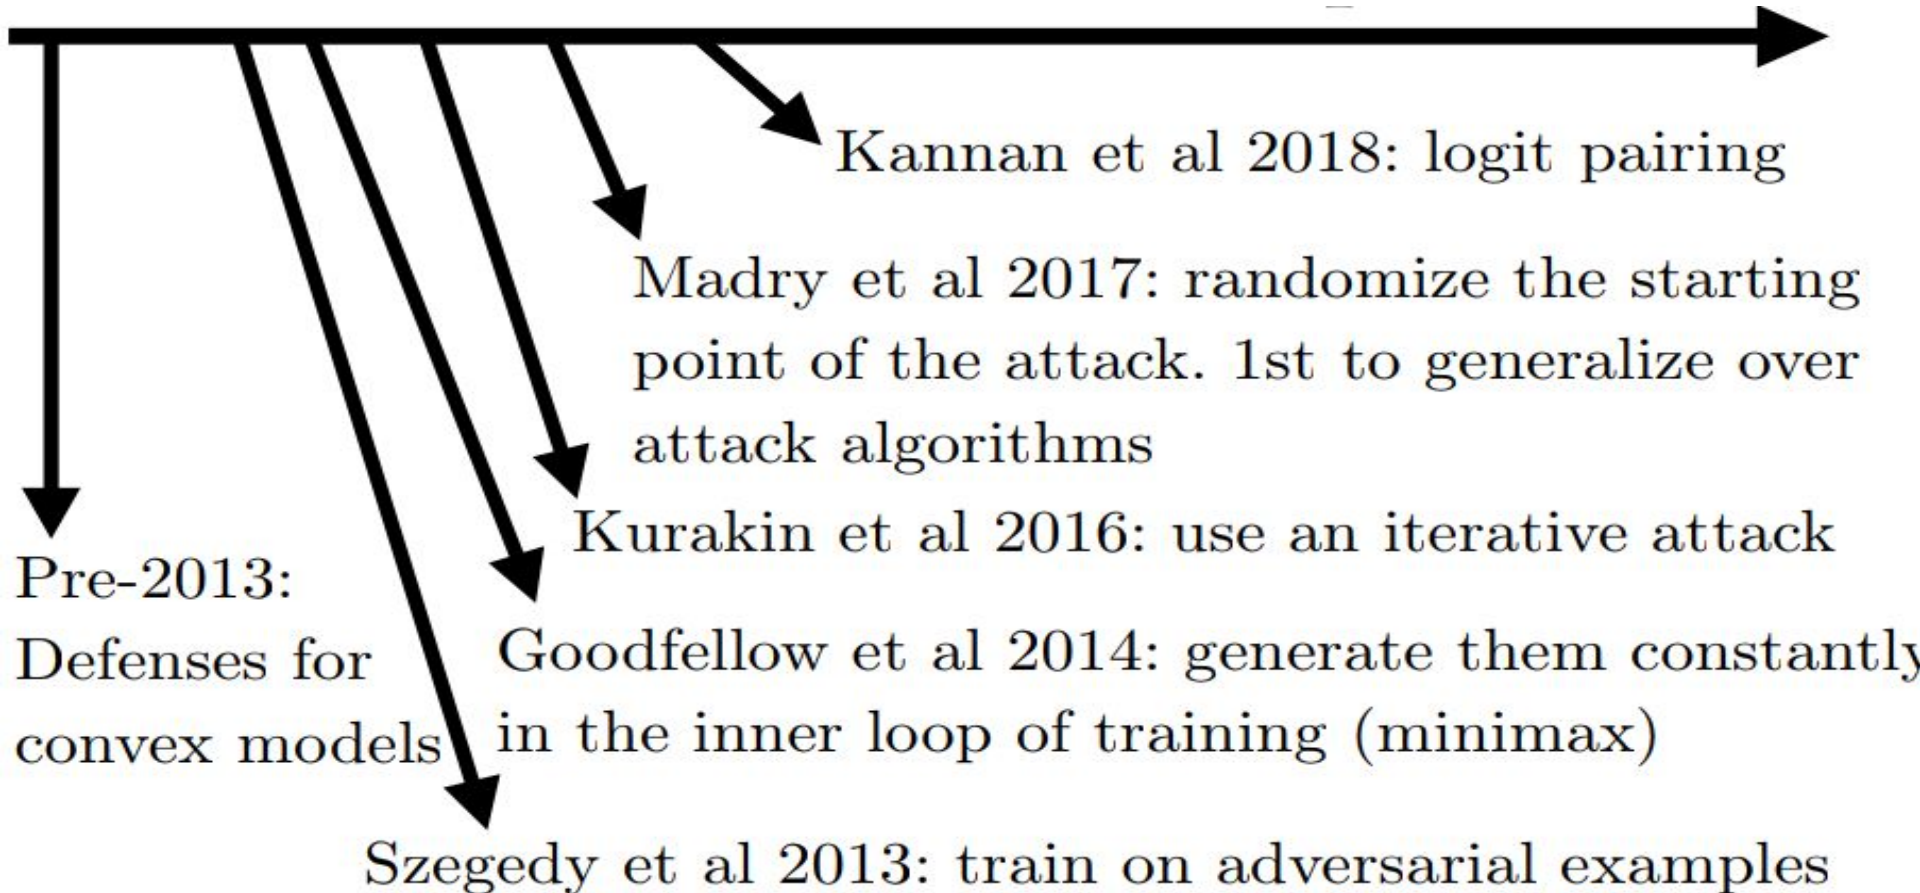 Kannan et al 2018: logit pairing
Madry et al 2017: randomize the starting
point of the attack. 1st to generalize over
attack algorithms
Kurakin et al 2016: use an iterative attack
Pre-2013:
Defenses for
convex models
Goodfellow et al 2014: generate them constantly
in the inner loop of training (minimax)
Szegedy et al 2013: train on adversarial examples